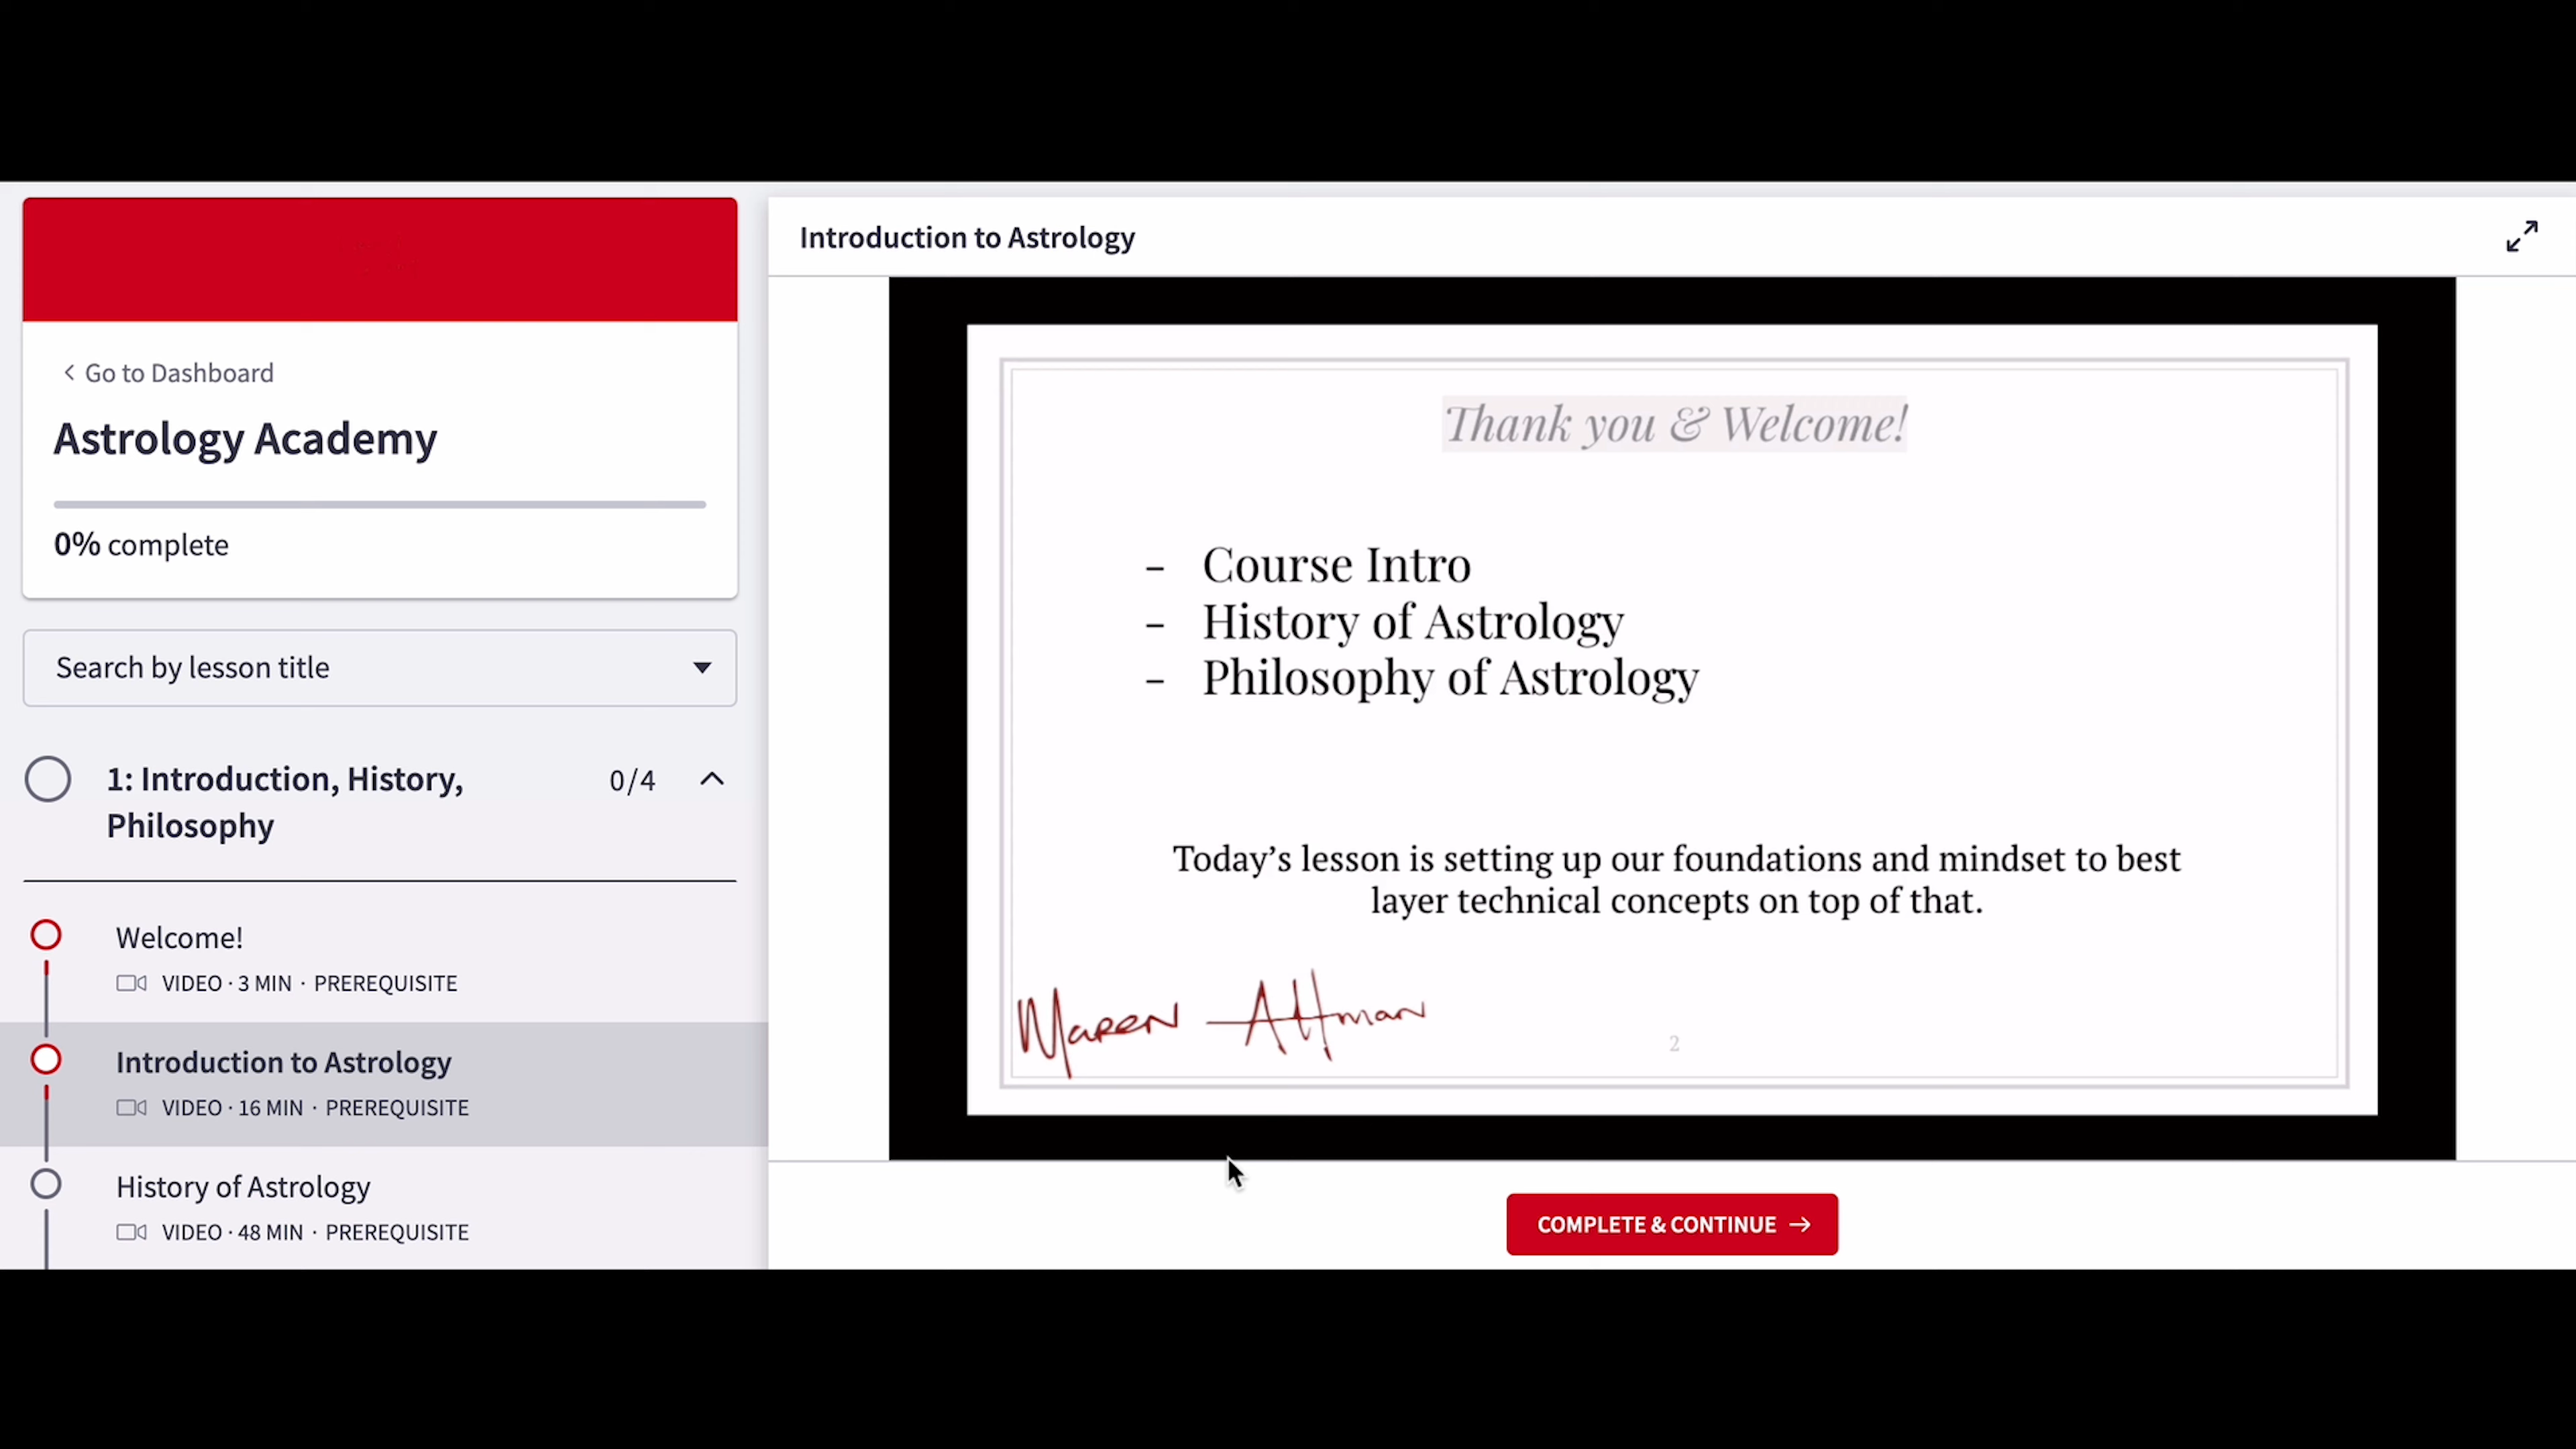 Go to Dashboard
Astrology Academy
0% complete
Search by lesson title
1: Introduction, History,
Philosophy
0/4
Welcome!
VIDEO · 3 MIN · PREREQUISITE
Introduction to Astrology
VIDEO · 16 MIN · PREREQUISITE
History of Astrology
VIDEO · 48 MIN · PREREQUISITE
Introduction to Astrology
Thank you & Welcome!
- Course Intro
- History of Astrology
- Philosophy of Astrology
Today’s lesson is setting up our foundations and mindset to best
layer technical concepts on top of that.
Maren Altman
2
COMPLETE & CONTINUE →